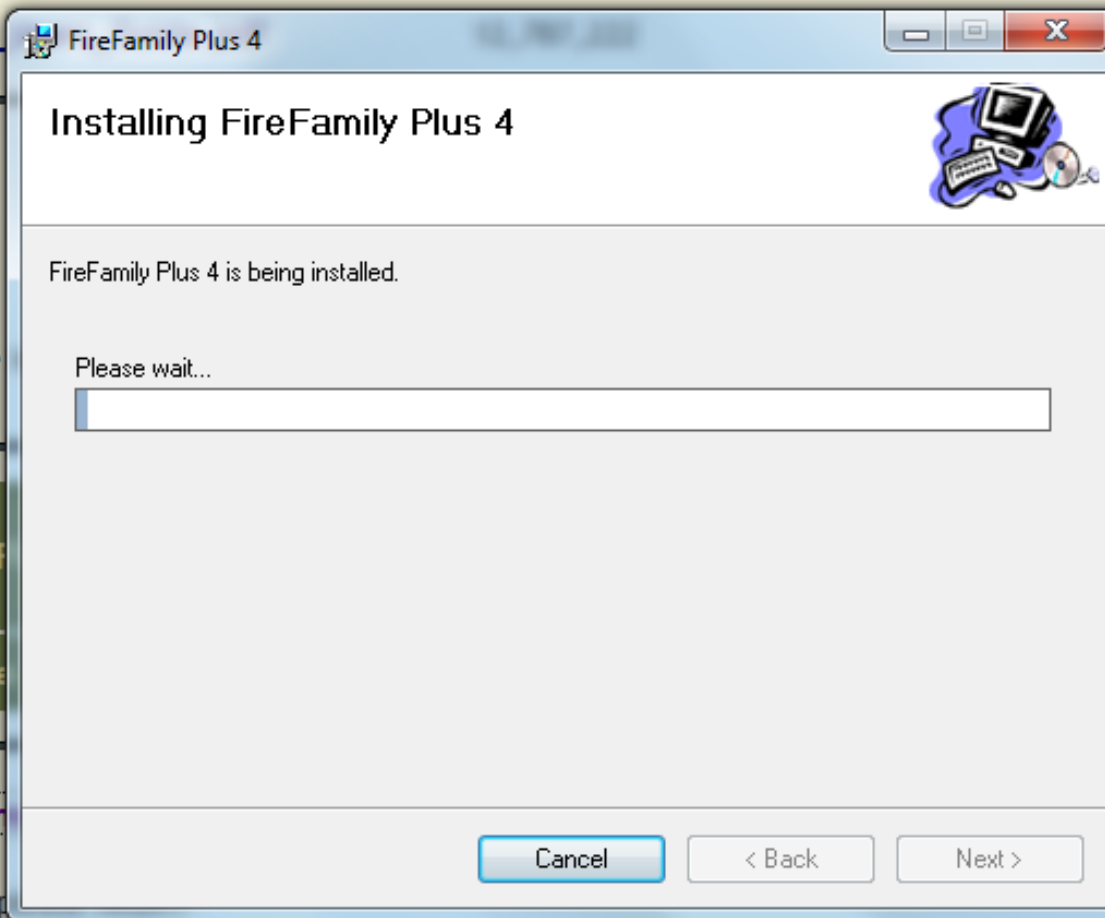 FireFamily Plus 4
Installing FireFamily Plus 4
FireFamily Plus 4 is being installed.
Please wait...
Cancel
< Back
Next >